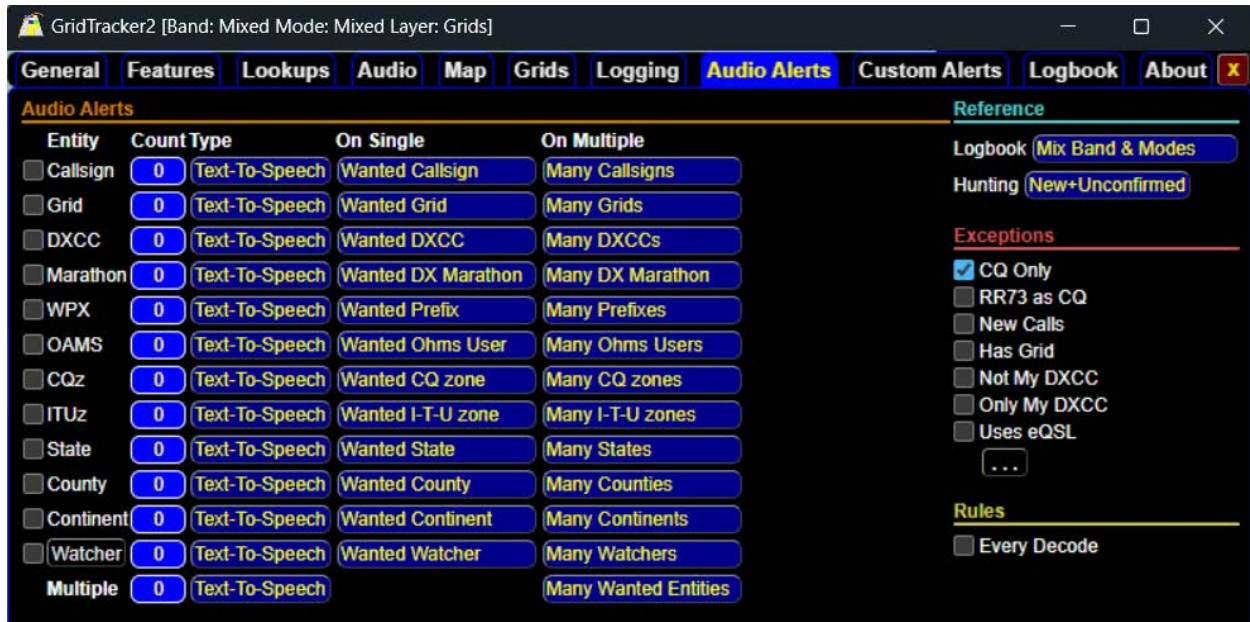 GridTracker2 [Band: Mixed Mode: Mixed Layer: Grids]
General Features Lookups Audio Map Grids Logging Audio Alerts Custom Alerts Logbook About X
Audio Alerts
Entity Count Type On Single On Multiple
Callsign 0 Text-To-Speech Wanted Callsign Many Callsigns
Grid 0 Text-To-Speech Wanted Grid Many Grids
DXCC 0 Text-To-Speech Wanted DXCC Many DXCCs
Marathon 0 Text-To-Speech Wanted DX Marathon Many DX Marathon
WPX 0 Text-To-Speech Wanted Prefix Many Prefixes
OAMS 0 Text-To-Speech Wanted Ohms User Many Ohms Users
CQz 0 Text-To-Speech Wanted CQ zone Many CQ zones
ITUz 0 Text-To-Speech Wanted I-T-U zone Many I-T-U zones
State 0 Text-To-Speech Wanted State Many States
County 0 Text-To-Speech Wanted County Many Counties
Continent 0 Text-To-Speech Wanted Continent Many Continents
Watcher 0 Text-To-Speech Wanted Watcher Many Watchers
Multiple 0 Text-To-Speech Many Wanted Entities
Reference
Logbook Mix Band & Modes
Hunting New+Unconfirmed
Exceptions
CQ Only
RR73 as CQ
New Calls
Has Grid
Not My DXCC
Only My DXCC
Uses eQSL
...
Rules
Every Decode